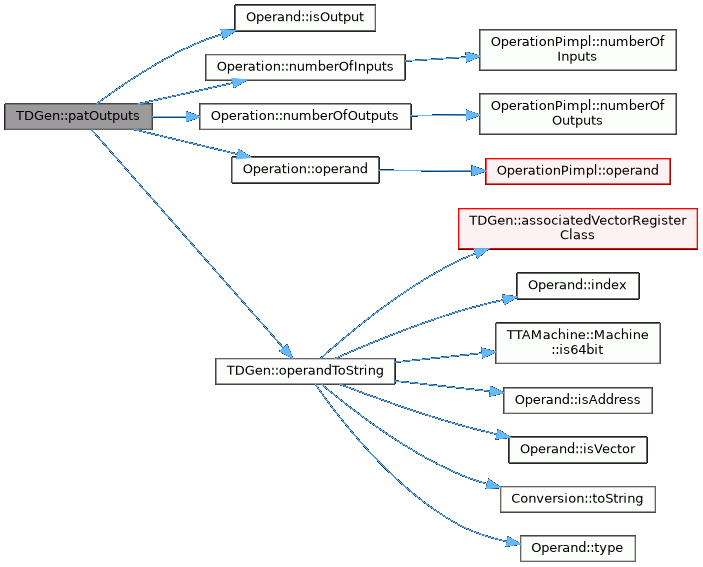 Operand::isOutput
OperationPimpl::numberOf
Inputs
Operation::numberOfInputs
TDGen::patOutputs
Operation::numberOfOutputs
OperationPimpl::numberOf
Outputs
Operation::operand
OperationPimpl::operand
TDGen::associatedVectorRegister
Class
Operand::index
TTAMachine::Machine
::is64bit
TDGen::operandToString
Operand::isAddress
Operand::isVector
Conversion::toString
Operand::type